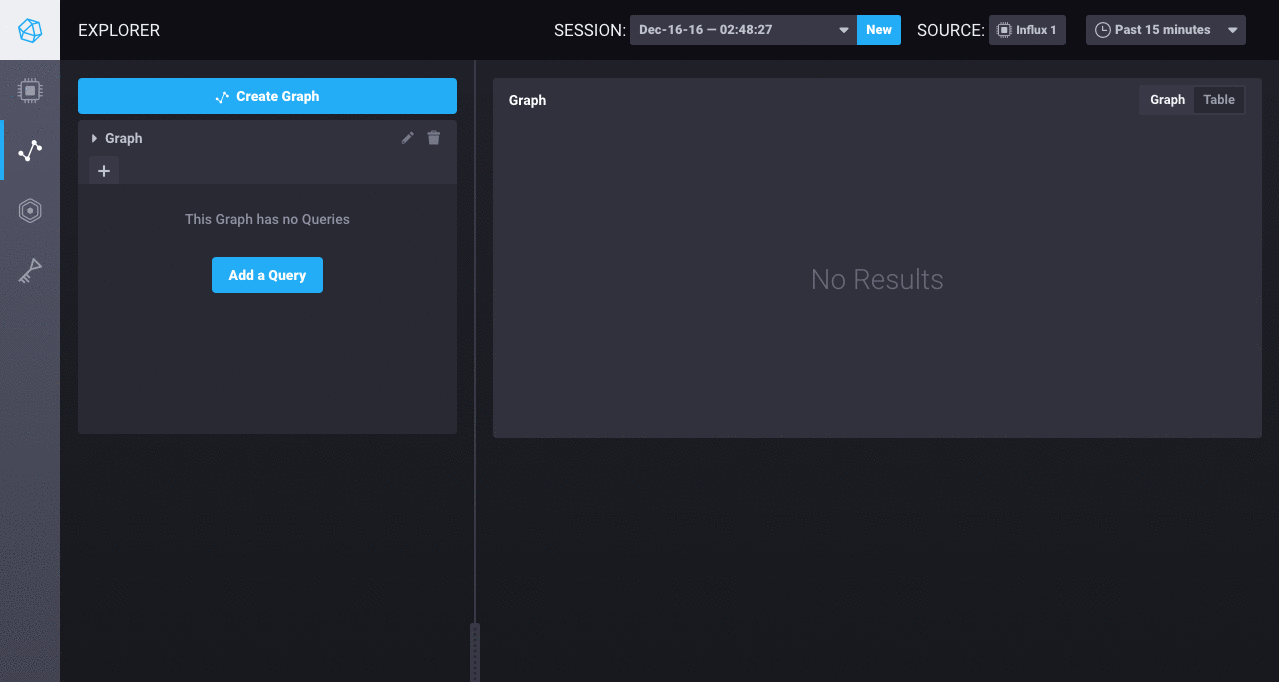 EXPLORER
SESSION: Dec-16-16 — 02:48:27 New SOURCE: Influx 1 Past 15 minutes
Create Graph
Graph
+
This Graph has no Queries
Add a Query
Graph Graph Table
No Results